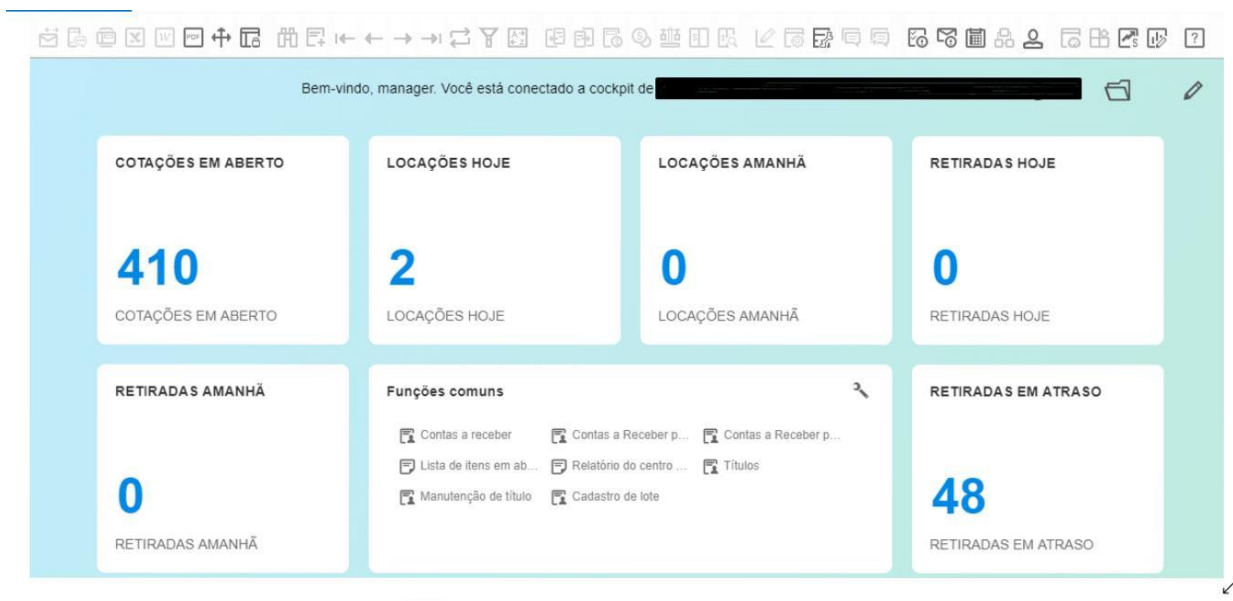 PDF
Bem-vindo, manager. Você está conectado a cockpit de
COTAÇÕES EM ABERTO
410
COTAÇÕES EM ABERTO
LOCAÇÕES HOJE
2
LOCAÇÕES HOJE
LOCAÇÕES AMANHÃ
0
LOCAÇÕES AMANHÃ
RETIRADAS HOJE
0
RETIRADAS HOJE
RETIRADAS AMANHÃ
0
RETIRADAS AMANHÃ
Funções comuns
Contas a receber
Contas a Receber p...
Contas a Receber p...
Lista de itens em ab...
Relatório do centro ...
Títulos
Manutenção de título
Cadastro de lote
RETIRADAS EM ATRASO
48
RETIRADAS EM ATRASO